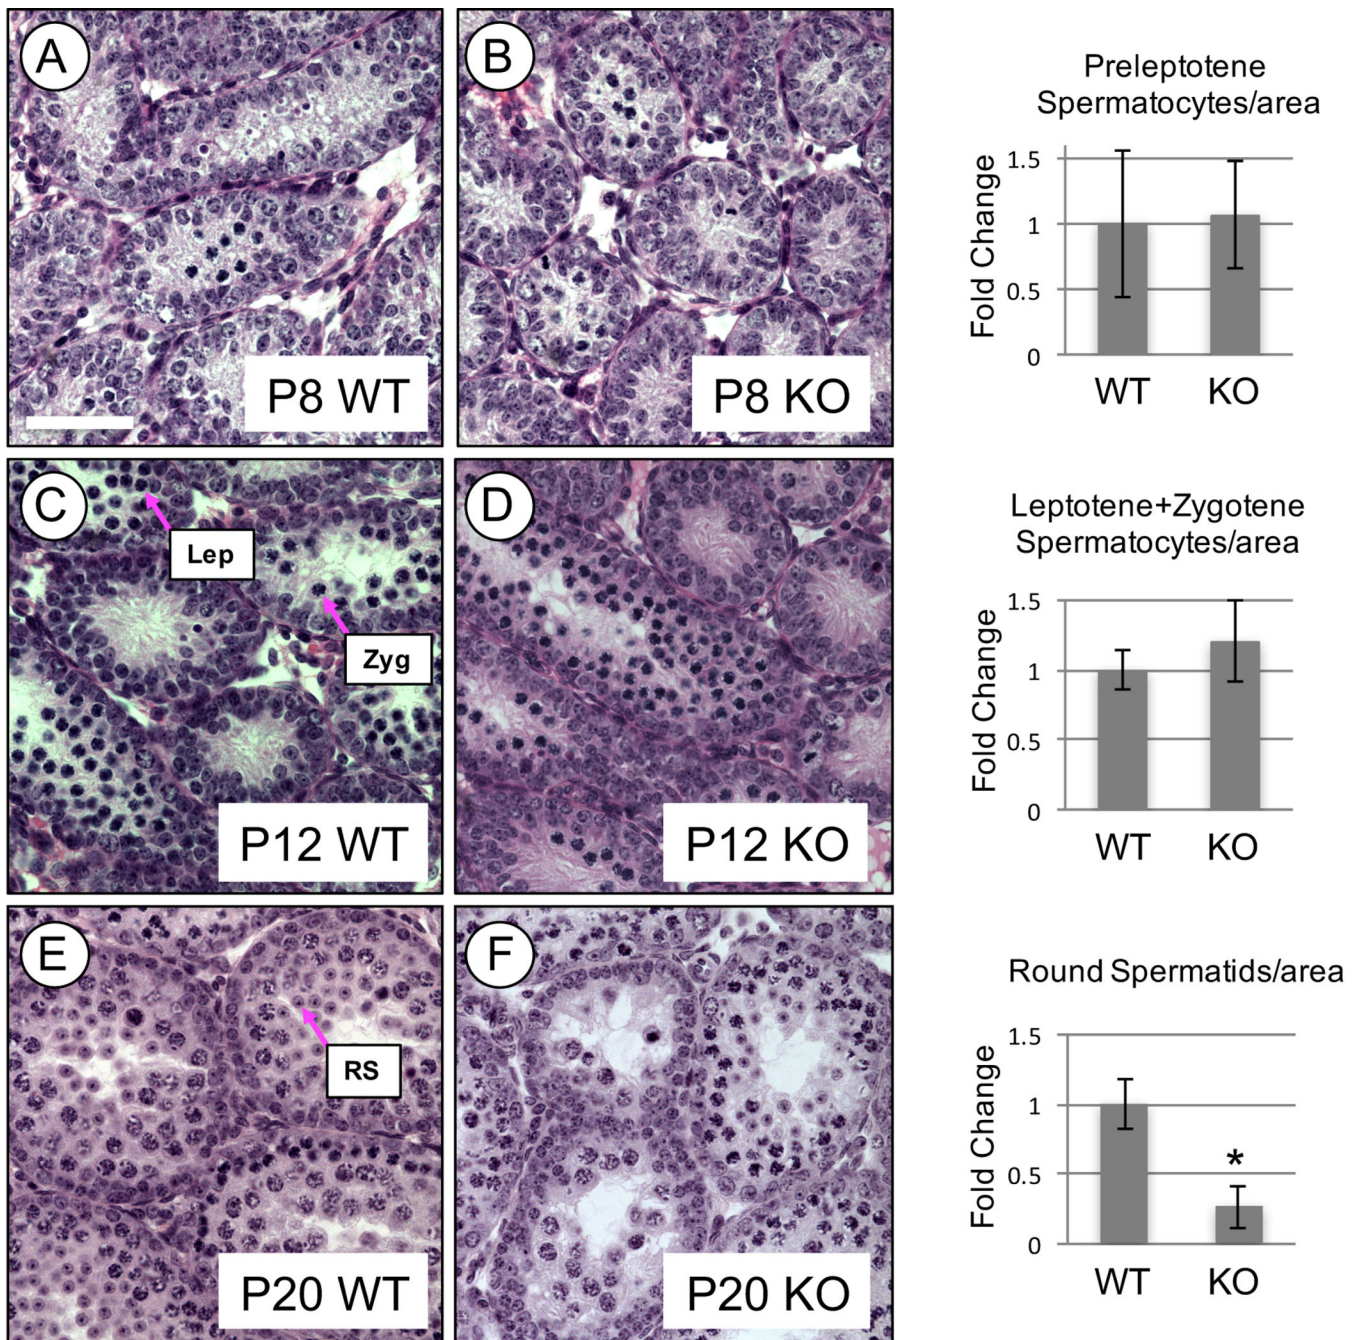 A
B
P8 WT
P8 KO
Preleptotene
Spermatocytes/area
Fold Change
1.5
1
0.5
0
WT
KO
C
Lep
Zyg
D
P12 WT
P12 KO
Leptotene+Zygotene
Spermatocytes/area
Fold Change
1.5
1
0.5
0
WT
KO
E
RS
F
P20 WT
P20 KO
Round Spermatids/area
Fold Change
1.5
1
0.5
0
*
WT
KO